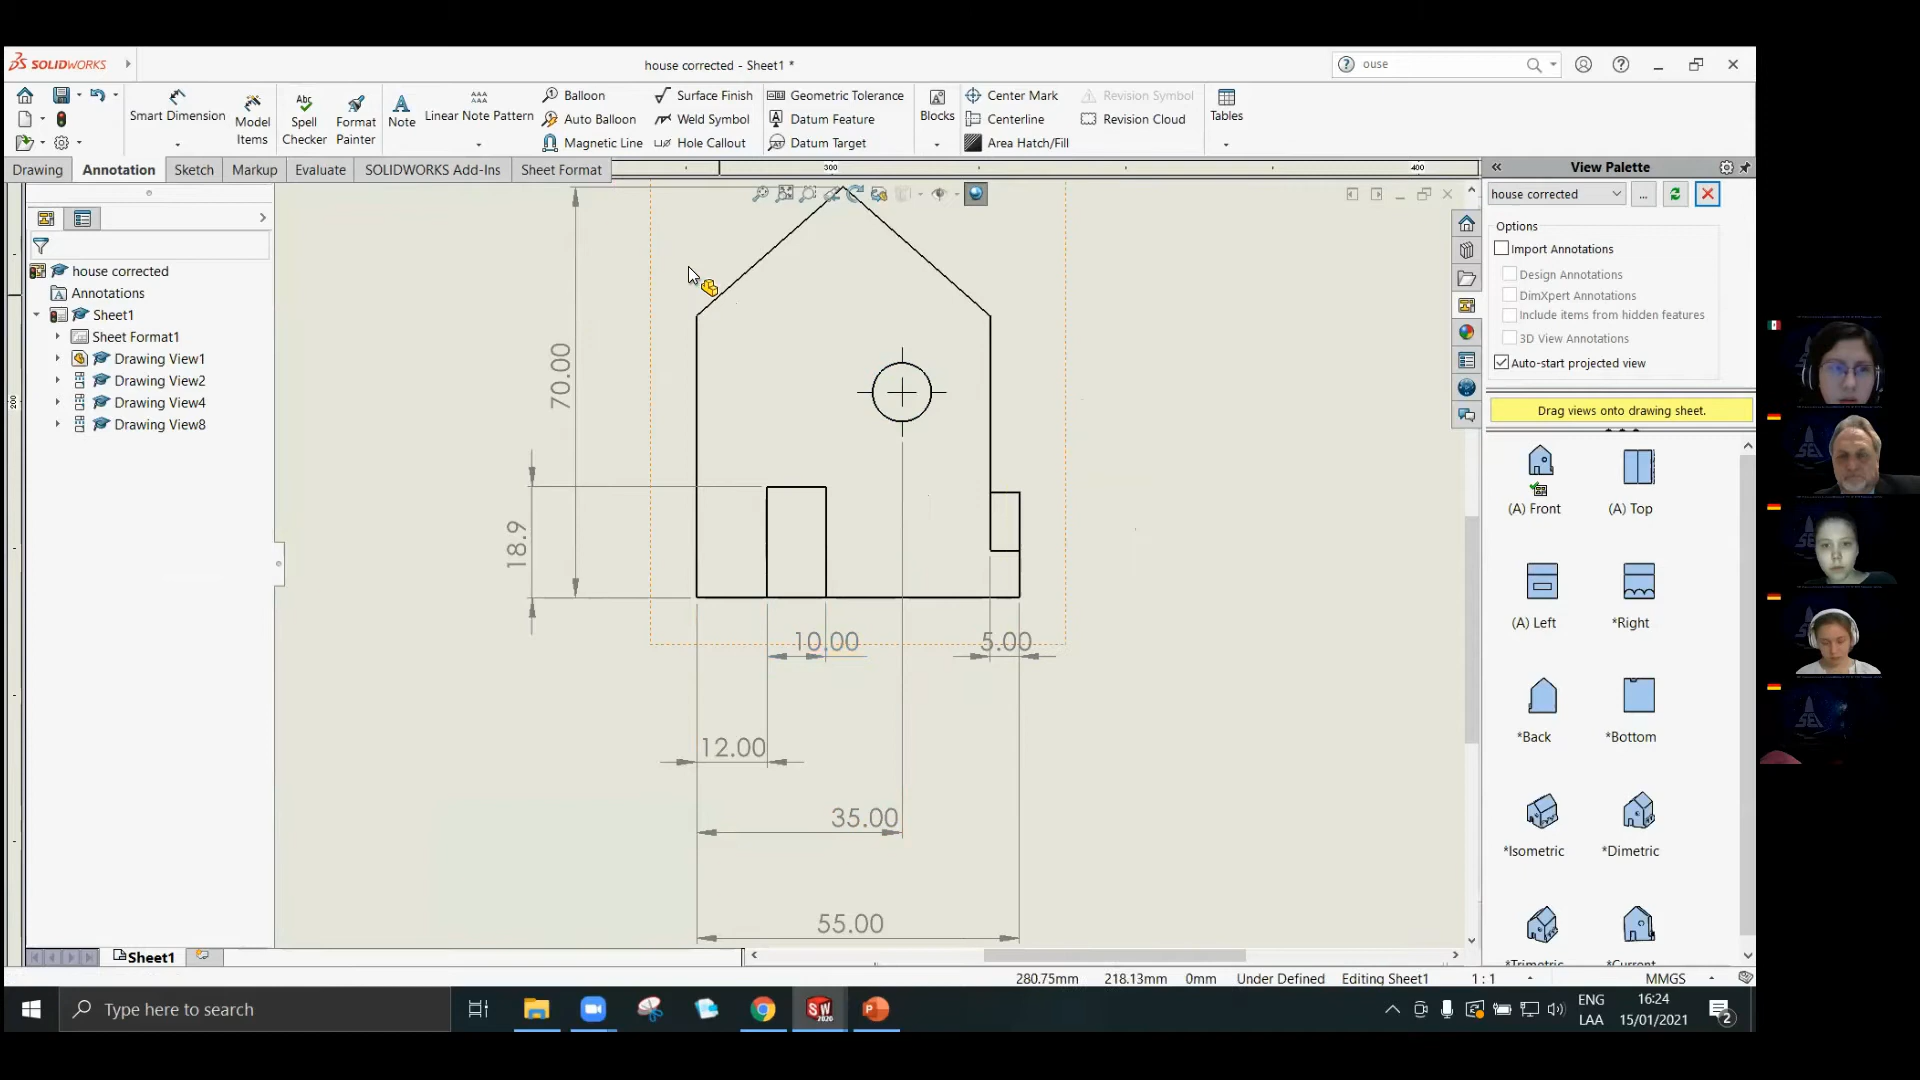 SOLIDWORKS
house corrected - Sheet1 *
ouse
Smart Dimension
Model Items
Spell Checker
Format Painter
Note
Linear Note Pattern
Balloon
Auto Balloon
Magnetic Line
Surface Finish
Weld Symbol
Hole Callout
Geometric Tolerance
Datum Feature
Datum Target
Blocks
Center Mark
Centerline
Area Hatch/Fill
Revision Symbol
Revision Cloud
Tables
Drawing
Annotation
Sketch
Markup
Evaluate
SOLIDWORKS Add-Ins
Sheet Format
300
400
200
house corrected
Annotations
Sheet1
Sheet Format1
Drawing View1
Drawing View2
Drawing View4
Drawing View8
70.00
18.9
10.00
5.00
12.00
35.00
55.00
View Palette
house corrected
...
Options
Import Annotations
Design Annotations
DimXpert Annotations
Include items from hidden features
3D View Annotations
Auto-start projected view
Drag views onto drawing sheet.
(A) Front
(A) Top
(A) Left
*Right
*Back
*Bottom
*Isometric
*Dimetric
*Trimetric
*Current
Sheet1
280.75mm
218.13mm
0mm
Under Defined
Editing Sheet1
1 : 1
MMGS
Type here to search
ENG
LAA
16:24
15/01/2021
2